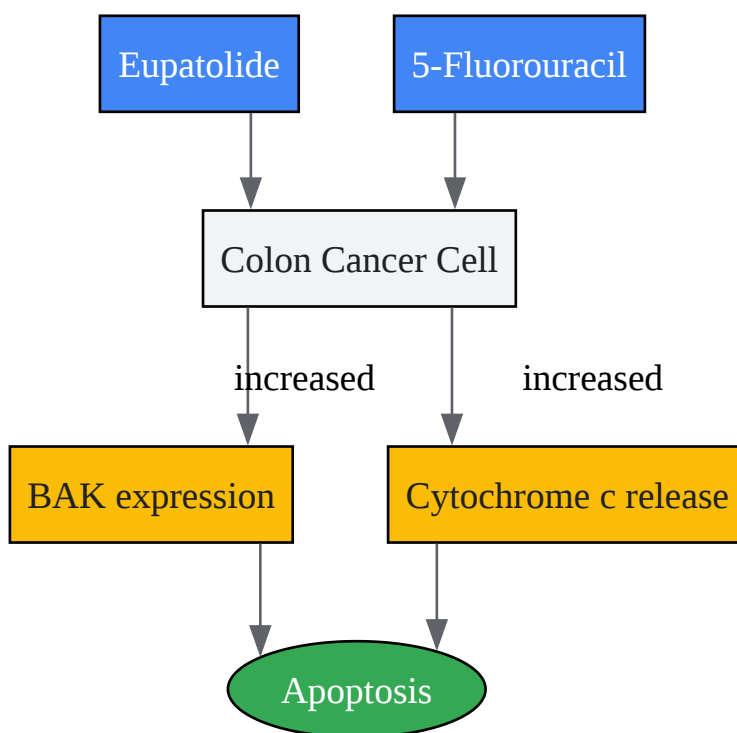 Eupatolide
5-Fluorouracil
Colon Cancer Cell
increased
increased
BAK expression
Cytochrome c release
Apoptosis